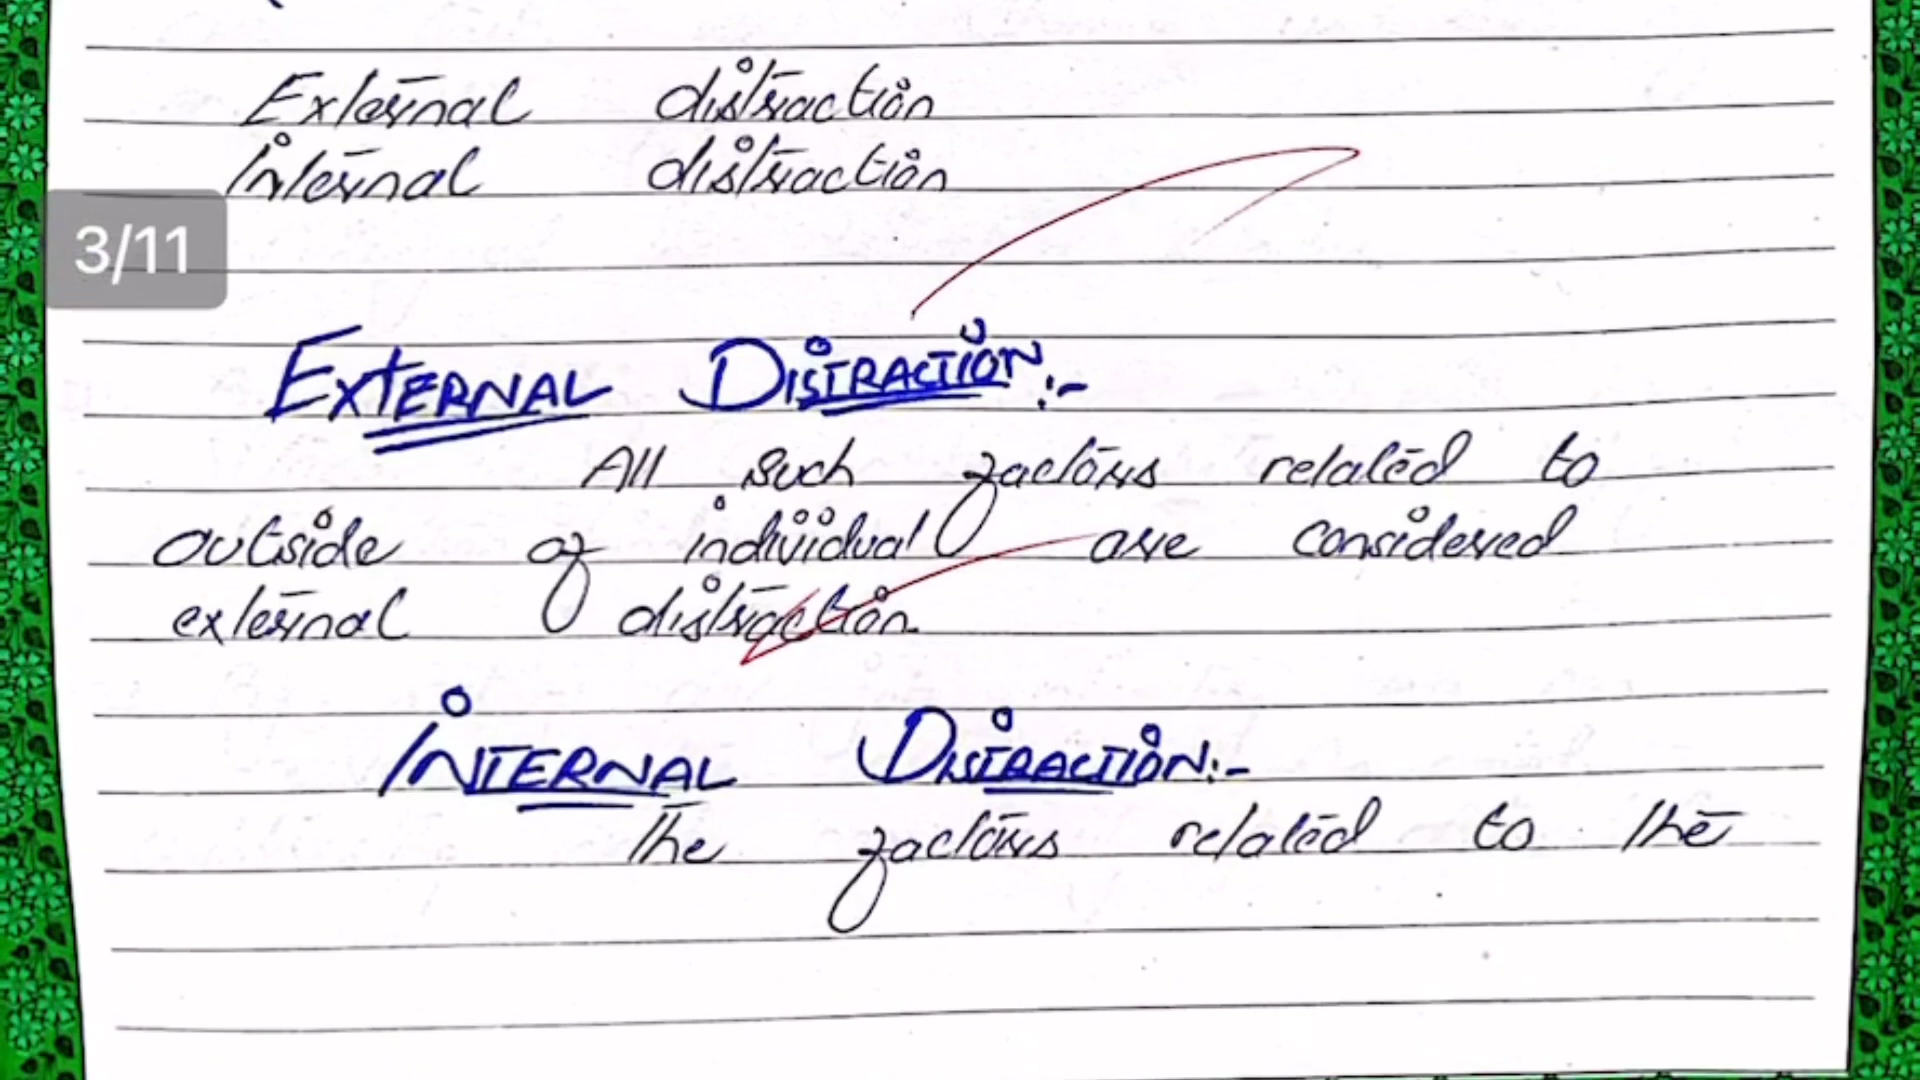 External distraction
Internal distraction
3/11
EXTERNAL DISTRACTION:-
All such factors related to
outside of individual are considered
external distraction.
INTERNAL DISTRACTION:-
The factors related to the